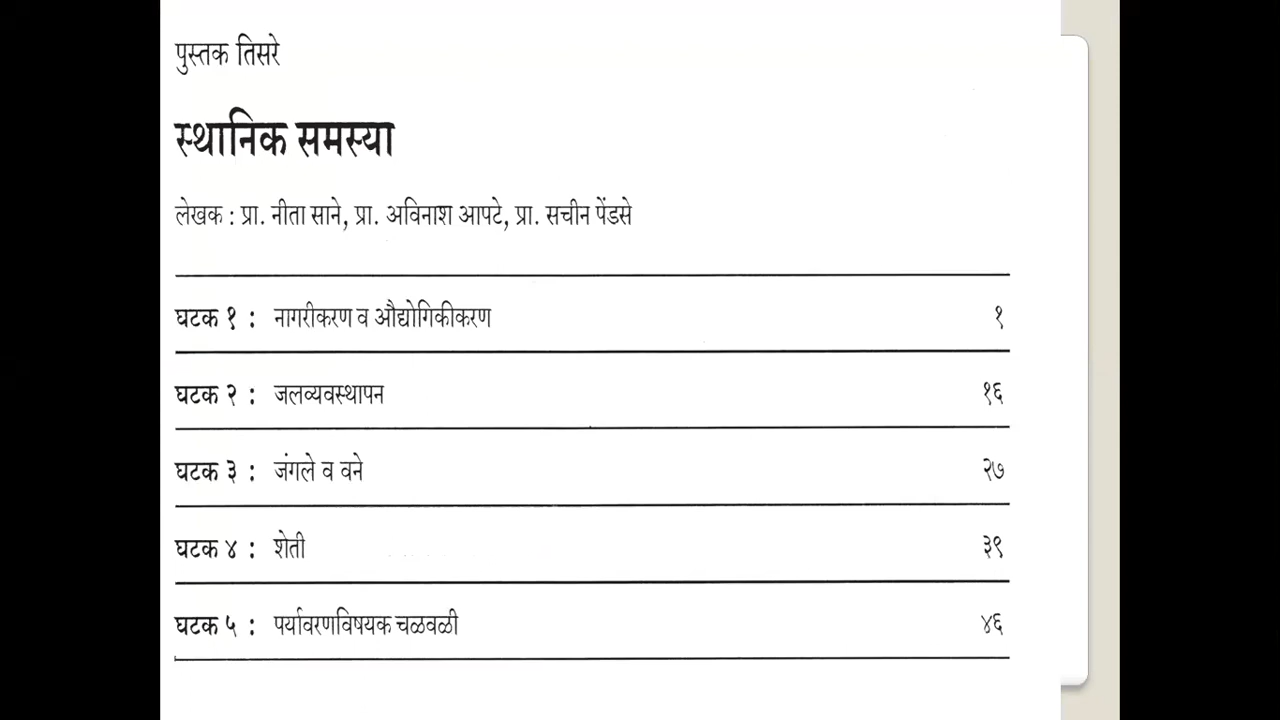 पुस्तक तिसरे
स्थानिक समस्या
लेखक : प्रा. नीता साने, प्रा. अविनाश आपटे, प्रा. सचीन पेंडसे
घटक १ : नागरीकरण व औद्योगिकीकरण १
घटक २ : जलव्यवस्थापन १६
घटक ३ : जंगले व वने २७
घटक ४ : शेती ३९
घटक ५ : पर्यावरणविषयक चळवळी ४६